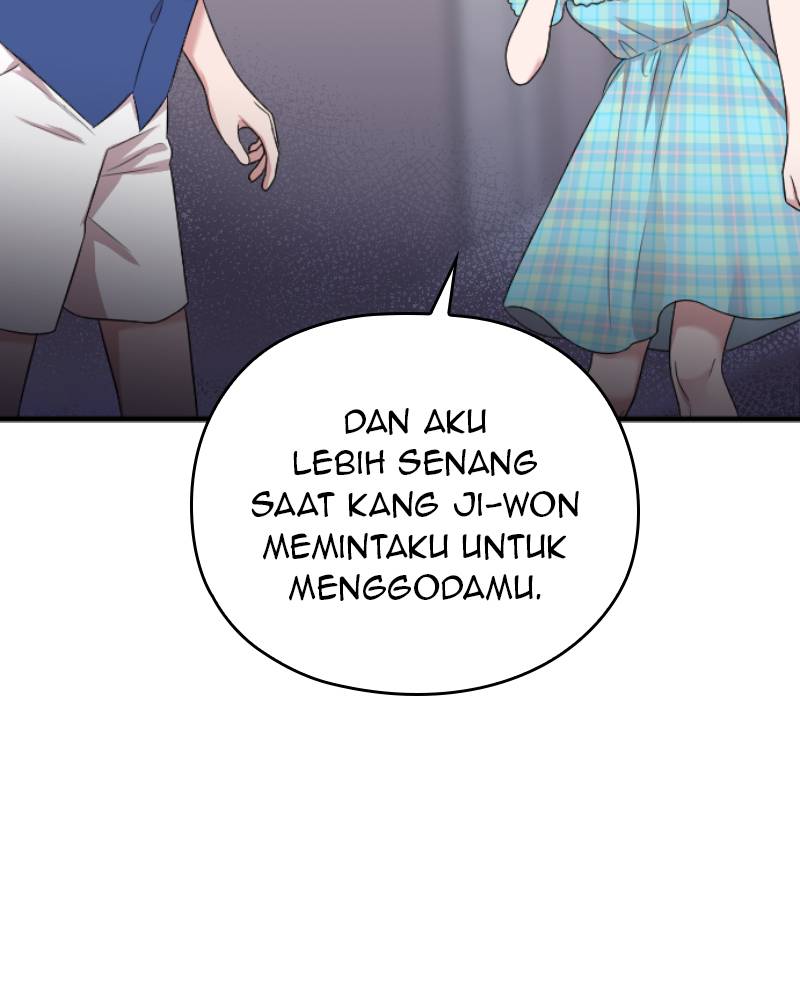 DAN AKU
LEBIH SENANG
SAAT KANG JI-WON
MEMINTAKU UNTUK
MENGGODAMU.